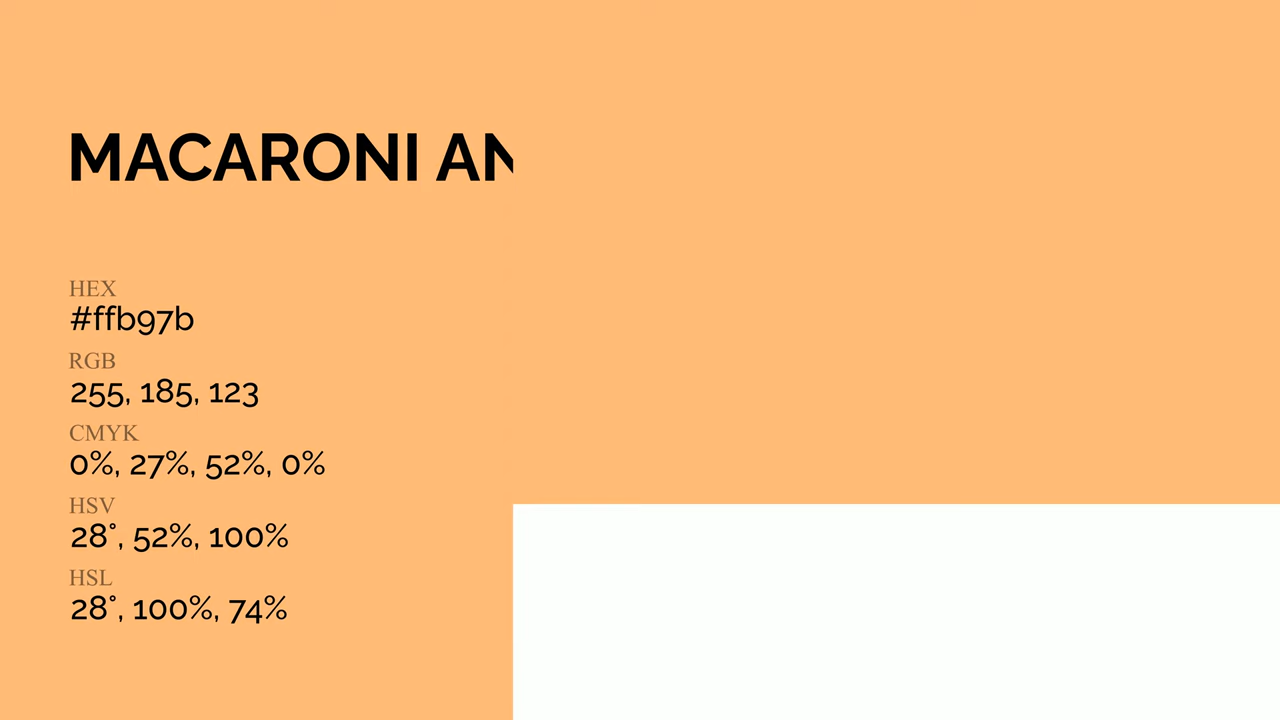 MACARONI AN
HEX
#ffb97b
RGB
255, 185, 123
CMYK
0%, 27%, 52%, 0%
HSV
28°, 52%, 100%
HSL
28°, 100%, 74%